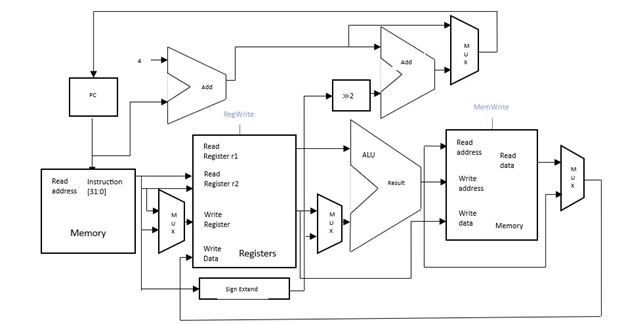 4
Add
Add
M
U
X
PC
≫2
RegWrite
MemWrite
Read
address
Instruction
[31:0]
Memory
M
U
X
Read
Register r1
Read
Register r2
Write
Register
Write
Data
Registers
Sign Extend
M
U
X
ALU
Result
Read
address
Read
data
Write
address
Write
data
Memory
M
U
X